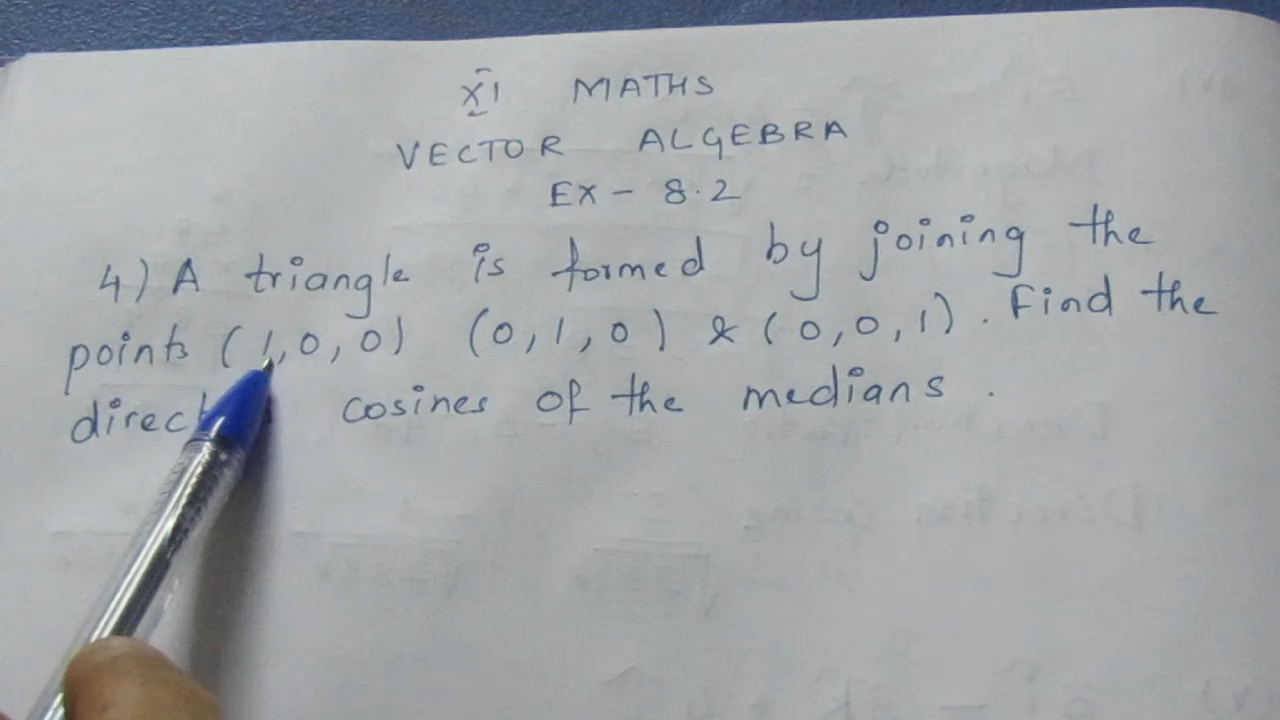 XI MATHS
VECTOR ALGEBRA
EX - 8.2
4) A triangle is formed by joining the
points (1,0,0) (0,1,0) & (0,0,1). Find the
direc cosines of the medians.